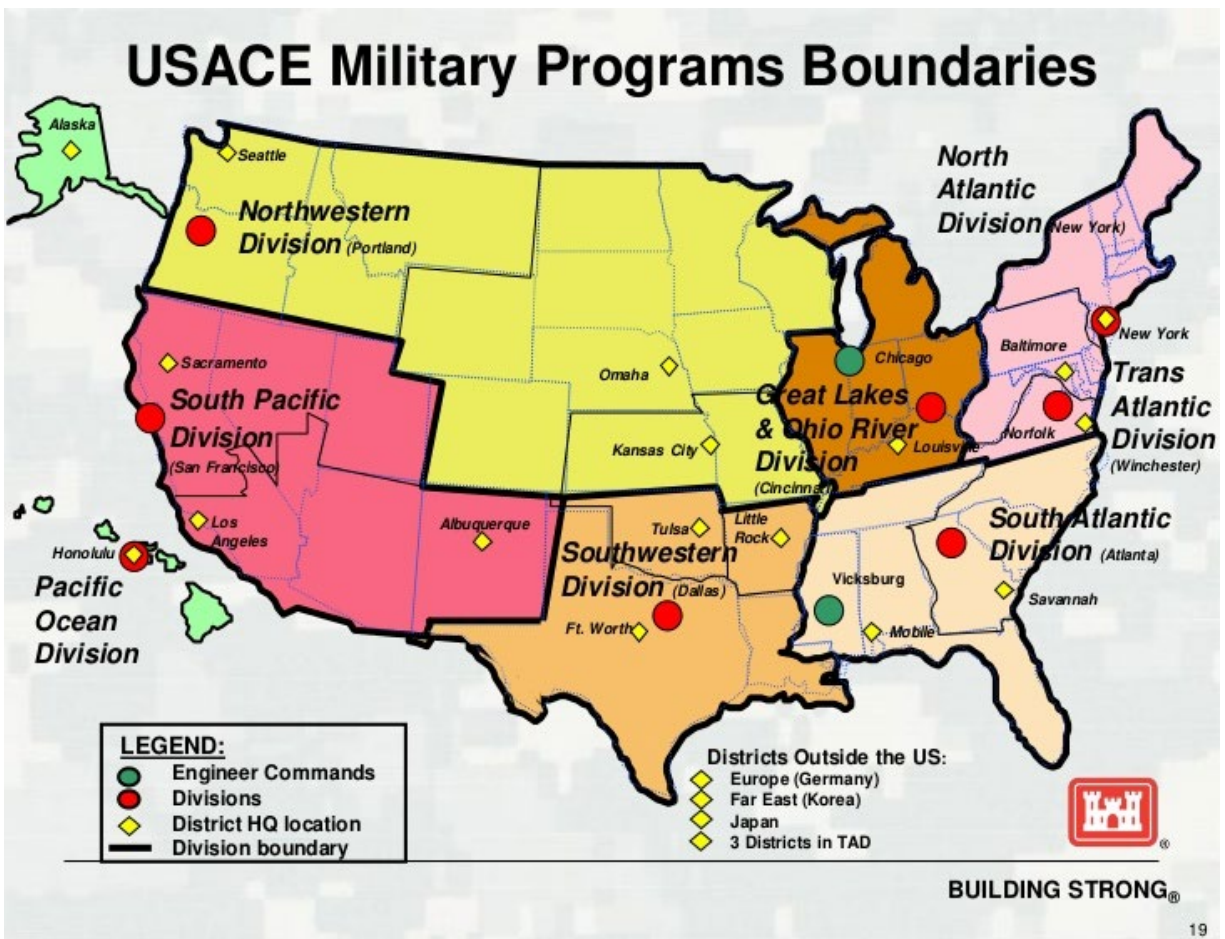 USACE Military Programs Boundaries
Alaska
Seattle
Northwestern
Division (Portland)
North
Atlantic
Division (New York)
New York
Baltimore
Trans
Atlantic
Division
(Winchester)
Norfolk
Sacramento
South Pacific
Division
(San Francisco)
Los
Angeles
Albuquerque
Omaha
Kansas City
Chicago
Great Lakes
& Ohio River
Division
(Cincinnati)
Louisville
Honolulu
Pacific
Ocean
Division
Tulsa
Little
Rock
Southwestern
Division (Dallas)
Ft. Worth
South Atlantic
Division (Atlanta)
Vicksburg
Savannah
Mobile
LEGEND:
Engineer Commands
Divisions
District HQ location
Division boundary
Districts Outside the US:
Europe (Germany)
Far East (Korea)
Japan
3 Districts in TAD
®
BUILDING STRONG®
19